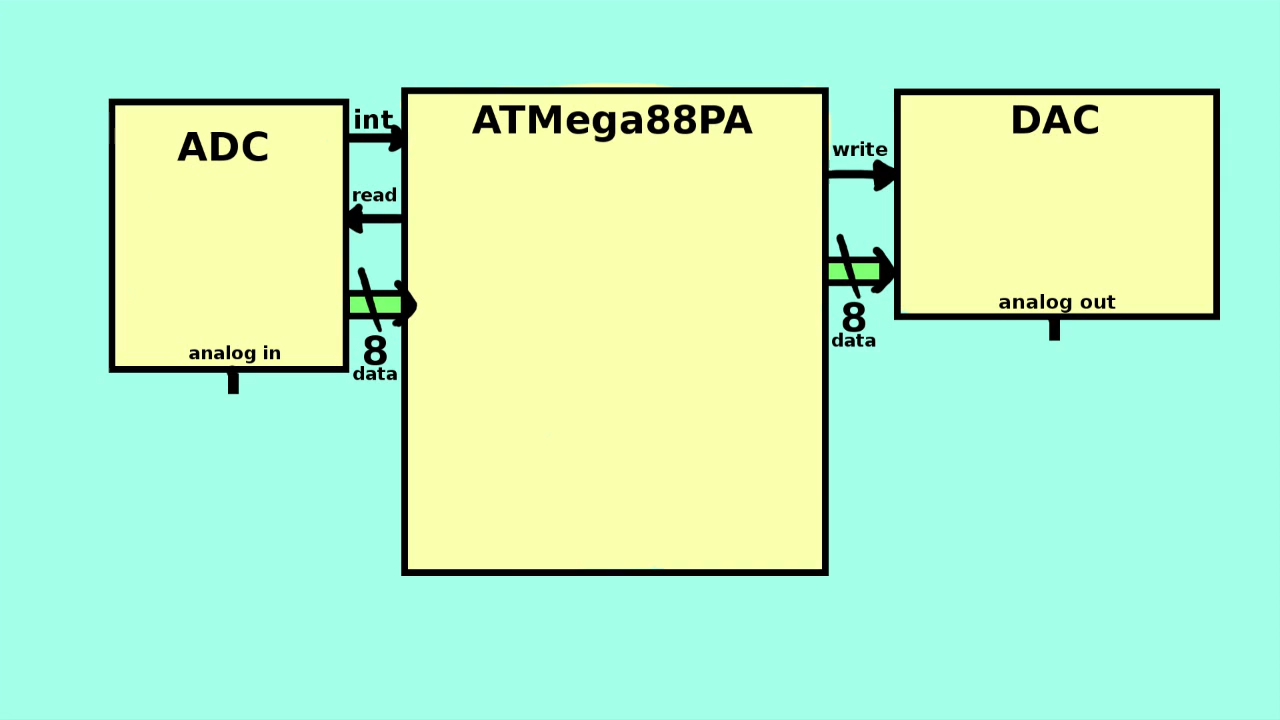 ADC
analog in
int
read
8
data
ATMega88PA
write
8
data
DAC
analog out